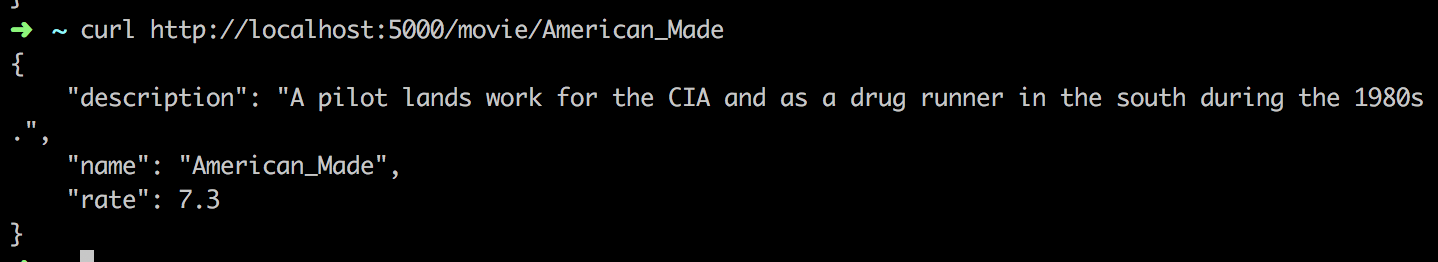 }
➜ ~ curl http://localhost:5000/movie/American_Made
{
    "description": "A pilot lands work for the CIA and as a drug runner in the south during the 1980s
.",
    "name": "American_Made",
    "rate": 7.3
}